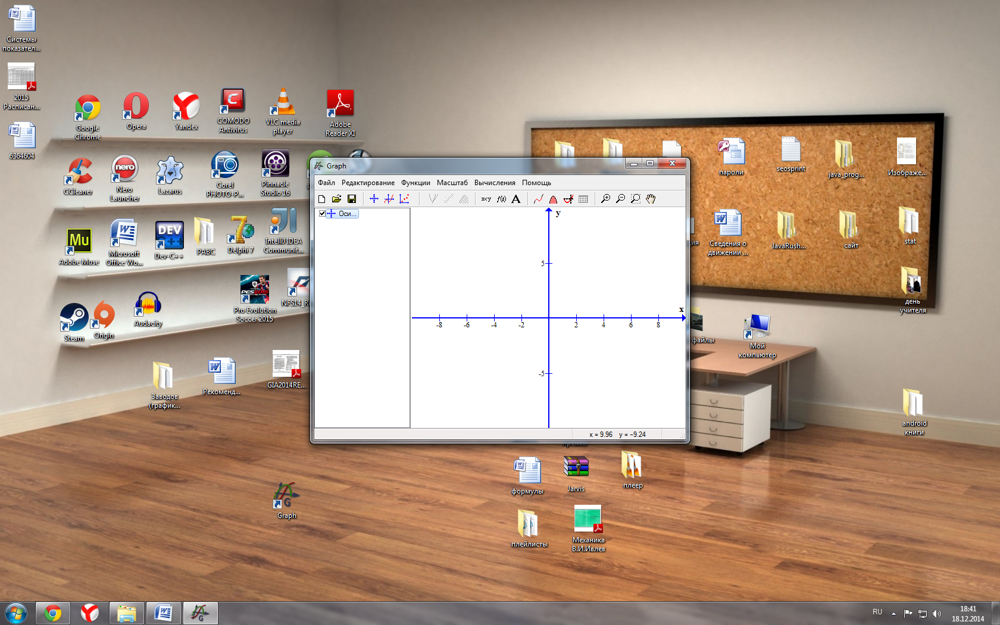 Системы
показател...
2015
Расписан...
6364604
Google
Chrome
Opera
Yandex
COMODO
Antivirus
VLC media
player
Adobe
Reader XI
CCleaner
Nero
Launcher
Lazarus
Corel
PHOTO-P...
Pinnacle
Studio 16
Adobe Muse
Microsoft
Office Wo...
DEV
C++
Dev-C++
PABC
Delphi 7
IntelliJ IDEA
Communit...
Steam
Origin
Audacity
Pro Evolution
Soccer 2015
Заводов
(график...
Рекоменд...
GIA2014RE...
Graph
Graph
Файл Редактирование Функции Масштаб Вычисления Помощь
Оси...
y
5
x
-8 -6 -4 -2 2 4 6 8
-5
x = 9.96 y = -9.24
пароли
seosprint
java_prog...
Изображе...
Сведения о
движении ...
JavaRush...
сайт
stat
день
учителя
файлы
Мой
компьютер
android
книги
формулы
Jarvis
плеер
плейлисты
Механика
В.И.Ивлев
RU
18:41
18.12.2014